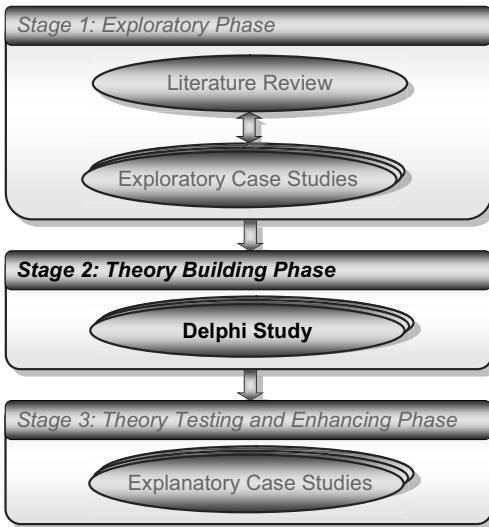 Stage 1: Exploratory Phase
Literature Review
Exploratory Case Studies
Stage 2: Theory Building Phase
Delphi Study
Stage 3: Theory Testing and Enhancing Phase
Explanatory Case Studies